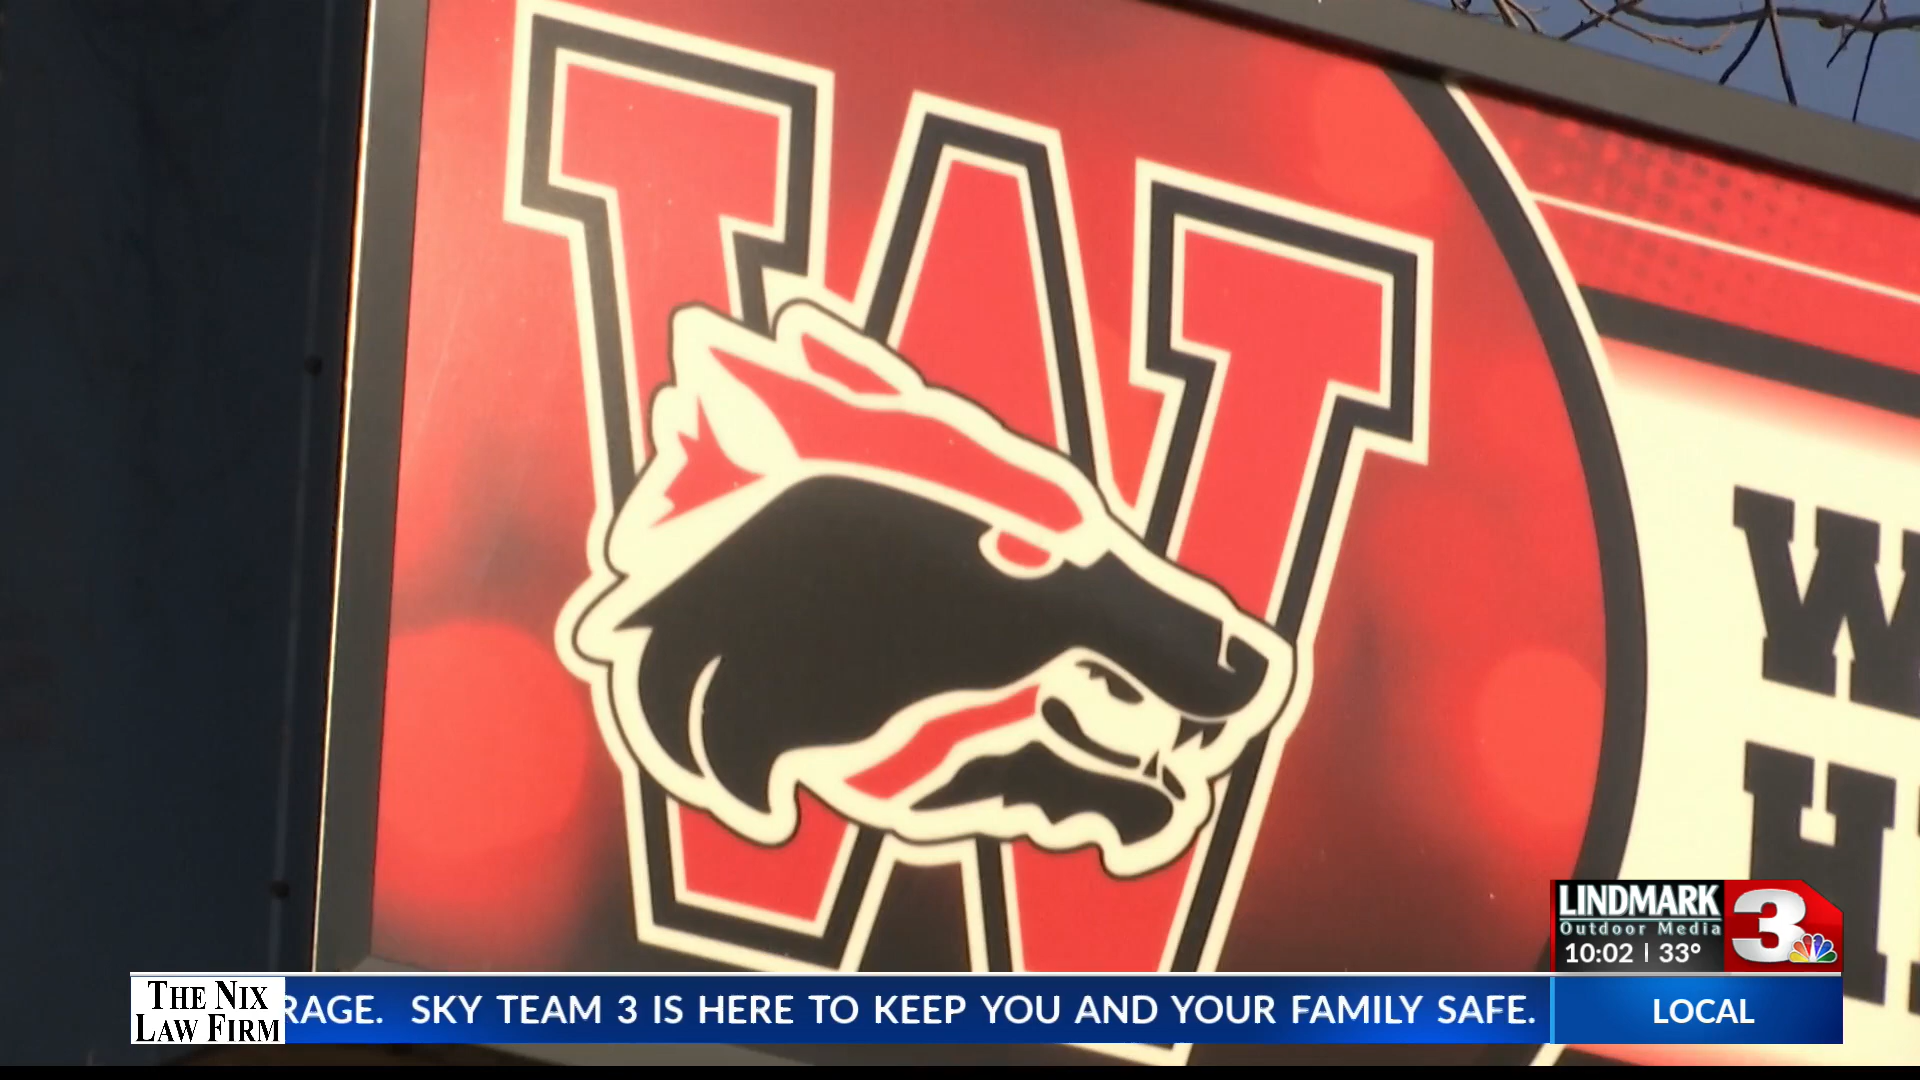 W
W
H
LINDMARK
Outdoor Media
10:02 | 33°
3
THE NIX
LAW FIRM
RAGE. SKY TEAM 3 IS HERE TO KEEP YOU AND YOUR FAMILY SAFE.
LOCAL